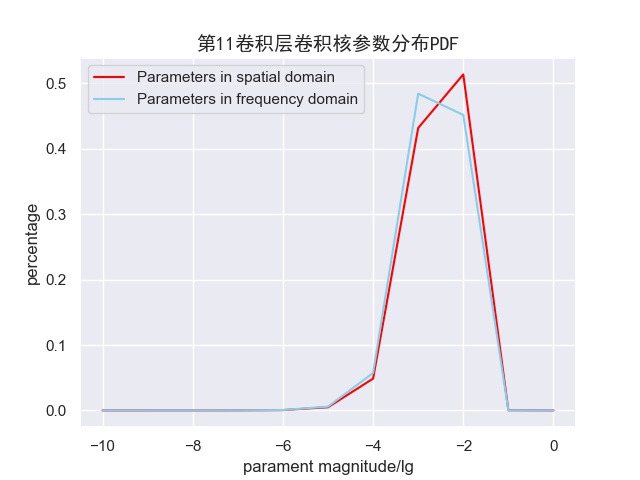 第11卷积层卷积核参数分布PDF
Parameters in spatial domain
Parameters in frequency domain
0.5
0.4
0.3
0.2
0.1
0.0
percentage
−10 −8 −6 −4 −2 0
parament magnitude/lg